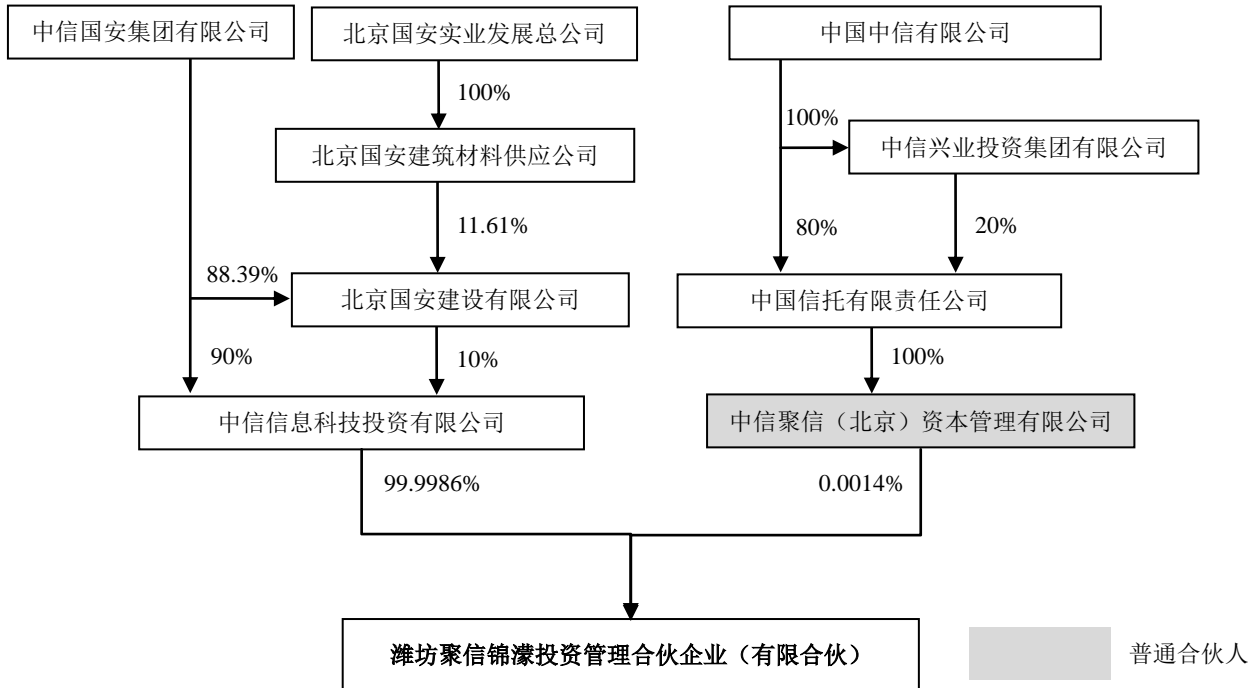 中信国安集团有限公司
北京国安实业发展总公司
中国中信有限公司
100%
100%
北京国安建筑材料供应公司
中信兴业投资集团有限公司
11.61%
80%
20%
88.39%
北京国安建设有限公司
中国信托有限责任公司
90%
10%
100%
中信信息科技投资有限公司
中信聚信（北京）资本管理有限公司
99.9986%
0.0014%
潍坊聚信锦濛投资管理合伙企业（有限合伙）
普通合伙人